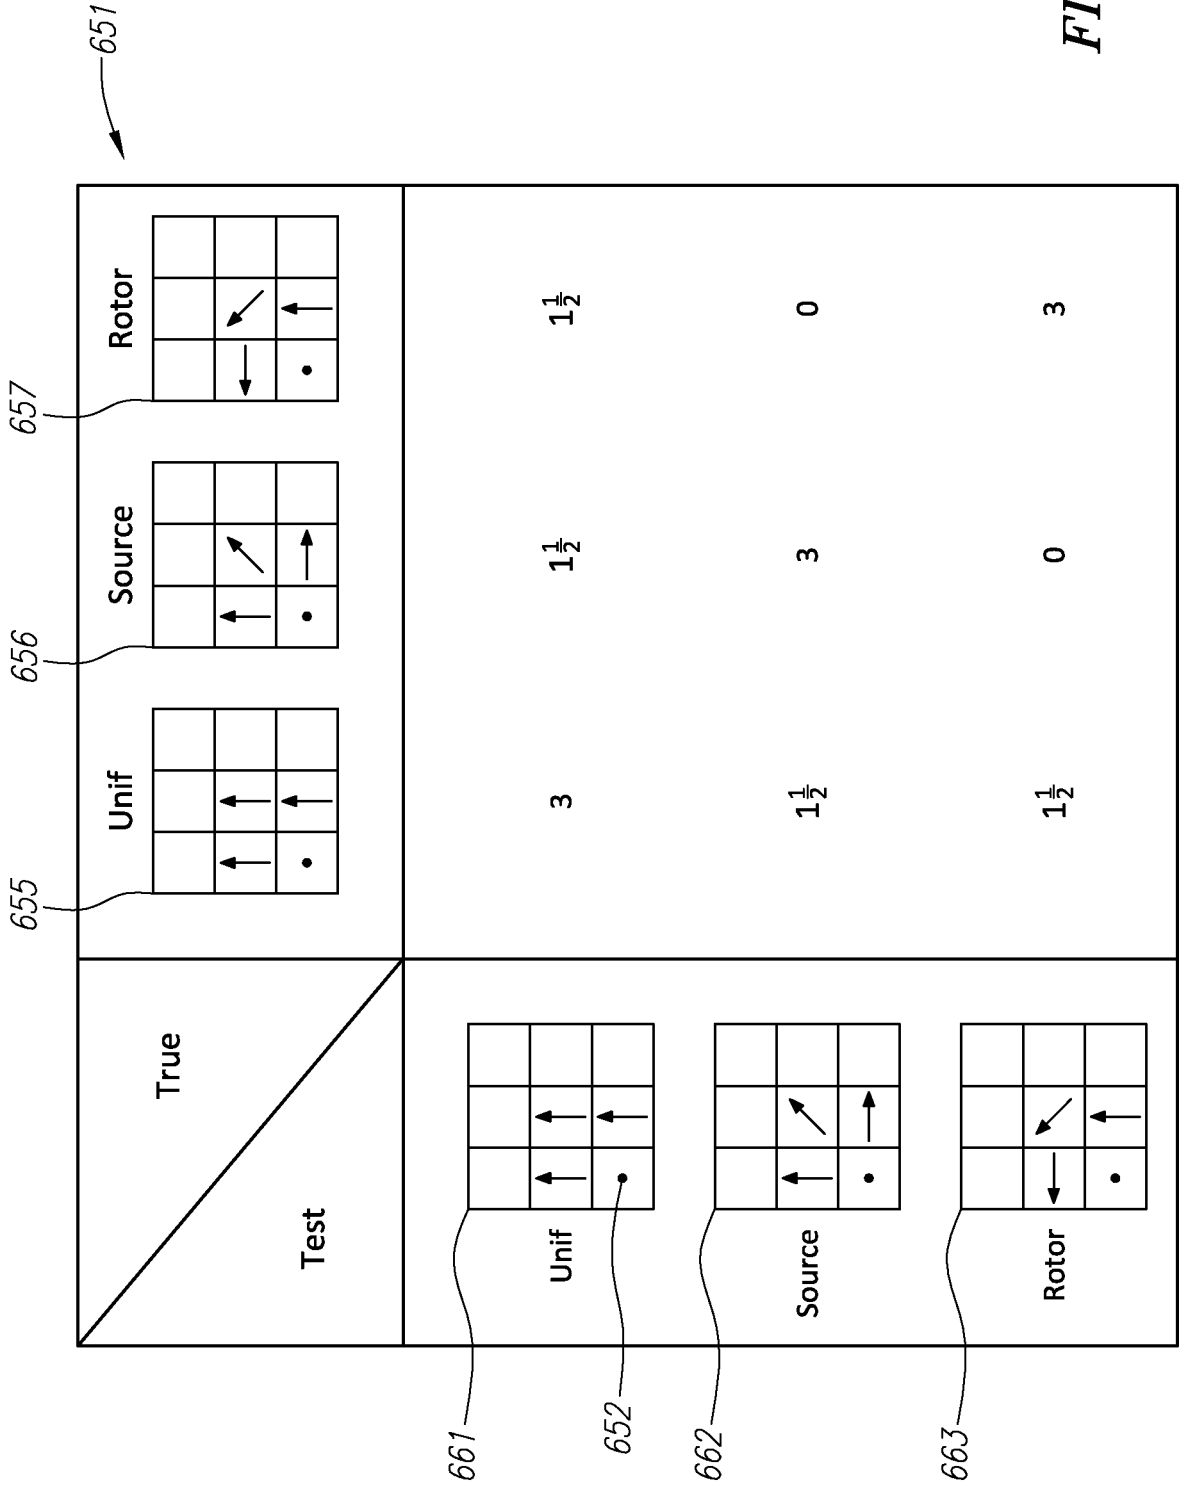 655 656 657
651
Unif Source Rotor
True
Test
661
Unif 3 1½ 1½
652
662
Source 1½ 3 0
663
Rotor 1½ 0 3